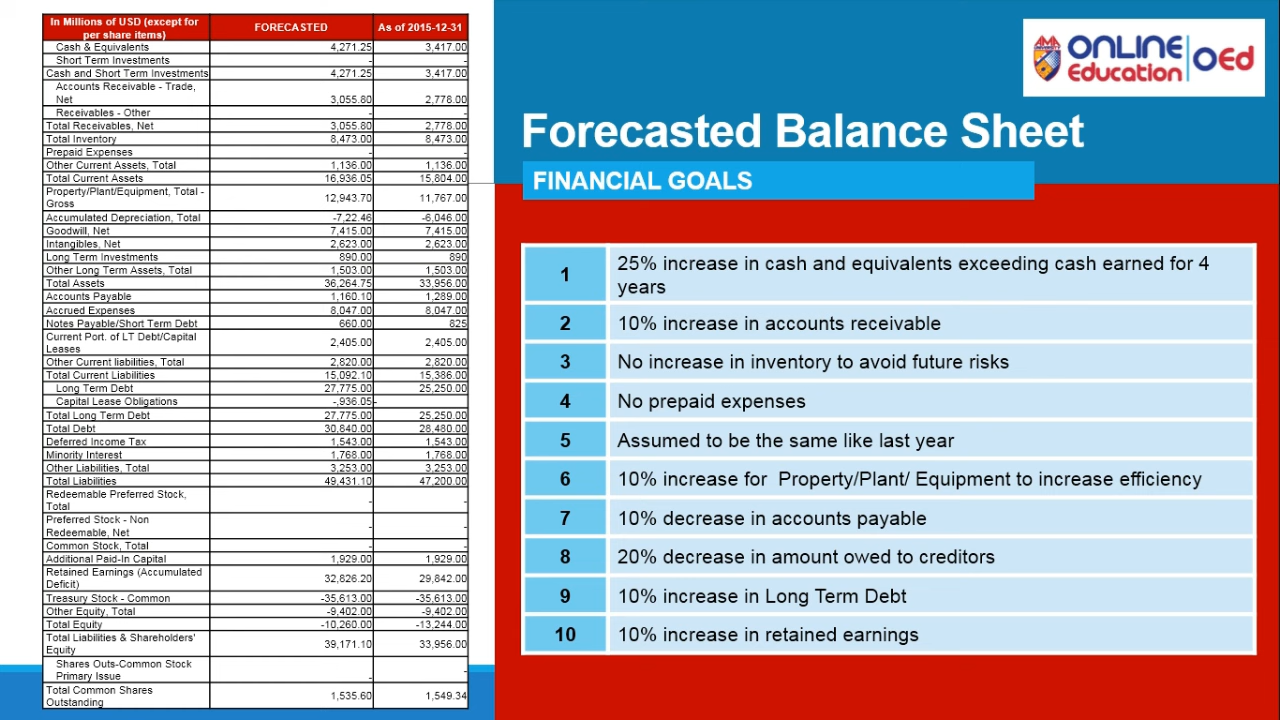 In Millions of USD (except for per share items) FORECASTED As of 2015-12-31
Cash & Equivalents 4,271.25 3,417.00
Short Term Investments - -
Cash and Short Term Investments 4,271.25 3,417.00
Accounts Receivable - Trade, Net 3,055.80 2,778.00
Receivables - Other - -
Total Receivables, Net 3,055.80 2,778.00
Total Inventory 8,473.00 8,473.00
Prepaid Expenses - -
Other Current Assets, Total 1,136.00 1,136.00
Total Current Assets 16,936.05 15,804.00
Property/Plant/Equipment, Total - Gross 12,943.70 11,767.00
Accumulated Depreciation, Total -7,22.46 -6,046.00
Goodwill, Net 7,415.00 7,415.00
Intangibles, Net 2,623.00 2,623.00
Long Term Investments 890.00 890
Other Long Term Assets, Total 1,503.00 1,503.00
Total Assets 36,264.75 33,956.00
Accounts Payable 1,160.10 1,289.00
Accrued Expenses 8,047.00 8,047.00
Notes Payable/Short Term Debt 660.00 825
Current Port. of LT Debt/Capital Leases 2,405.00 2,405.00
Other Current liabilities, Total 2,820.00 2,820.00
Total Current Liabilities 15,092.10 15,386.00
Long Term Debt 27,775.00 25,250.00
Capital Lease Obligations -,936.05 -
Total Long Term Debt 27,775.00 25,250.00
Total Debt 30,840.00 28,480.00
Deferred Income Tax 1,543.00 1,543.00
Minority Interest 1,768.00 1,768.00
Other Liabilities, Total 3,253.00 3,253.00
Total Liabilities 49,431.10 47,200.00
Redeemable Preferred Stock, Total - -
Preferred Stock - Non Redeemable, Net - -
Common Stock, Total - -
Additional Paid-In Capital 1,929.00 1,929.00
Retained Earnings (Accumulated Deficit) 32,826.20 29,842.00
Treasury Stock - Common -35,613.00 -35,613.00
Other Equity, Total -9,402.00 -9,402.00
Total Equity -10,260.00 -13,244.00
Total Liabilities & Shareholders' Equity 39,171.10 33,956.00
Shares Outs-Common Stock Primary Issue - -
Total Common Shares Outstanding 1,535.60 1,549.34
ONLINE Education OEd
Forecasted Balance Sheet
FINANCIAL GOALS
1 25% increase in cash and equivalents exceeding cash earned for 4
years
2 10% increase in accounts receivable
3 No increase in inventory to avoid future risks
4 No prepaid expenses
5 Assumed to be the same like last year
6 10% increase for Property/Plant/ Equipment to increase efficiency
7 10% decrease in accounts payable
8 20% decrease in amount owed to creditors
9 10% increase in Long Term Debt
10 10% increase in retained earnings